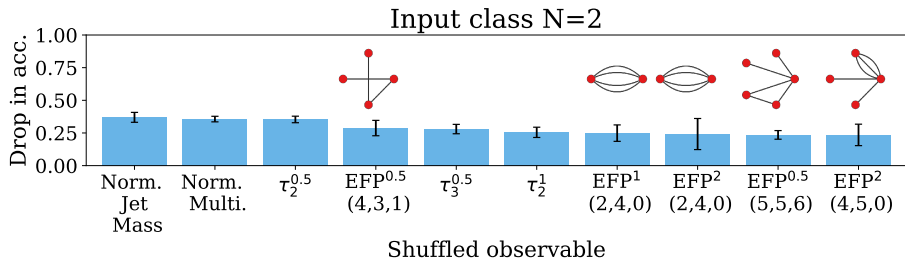 Input class N=2
Drop in acc.
1.00
0.75
0.50
0.25
0.00
Norm.
Jet
Mass
Norm.
Multi.
τ₂^0.5
EFP^0.5
(4,3,1)
τ₃^0.5
τ₂^1
EFP^1
(2,4,0)
EFP^2
(2,4,0)
EFP^0.5
(5,5,6)
EFP^2
(4,5,0)
Shuffled observable